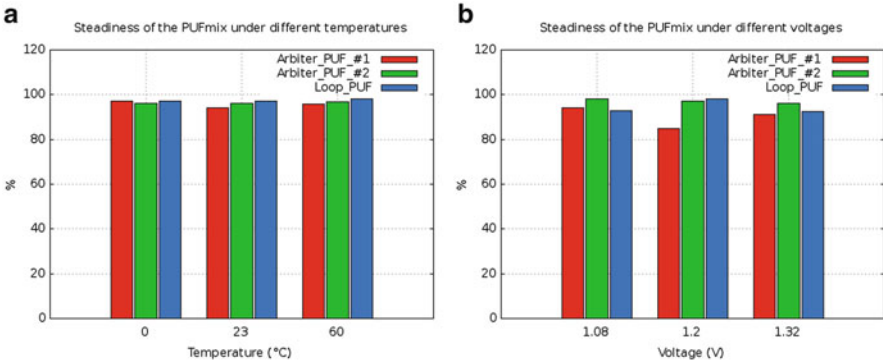 a
Steadiness of the PUFmix under different temperatures
120
100
80
60
40
20
0
%
Arbiter_PUF_#1
Arbiter_PUF_#2
Loop_PUF
0
23
60
Temperature (°C)
b
Steadiness of the PUFmix under different voltages
120
100
80
60
40
20
0
%
Arbiter_PUF_#1
Arbiter_PUF_#2
Loop_PUF
1.08
1.2
1.32
Voltage (V)